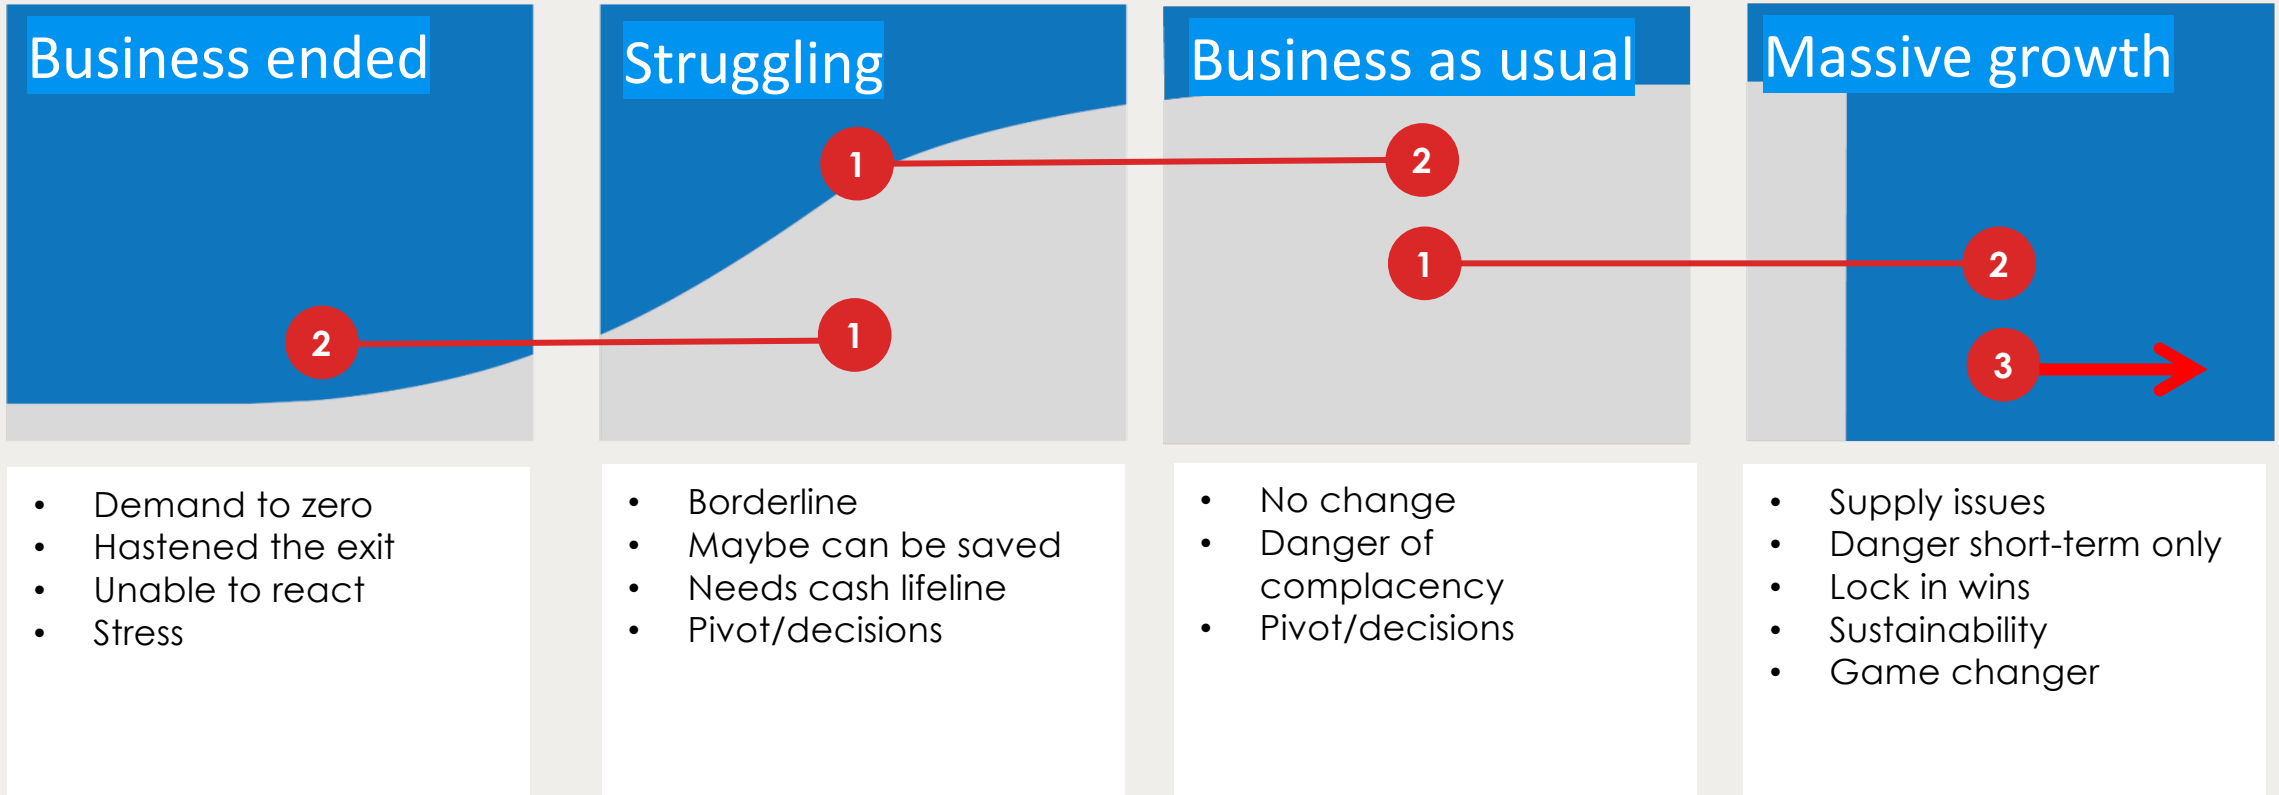 Business ended
Struggling
Business as usual
Massive growth
1
2
1
2
2
1
3
• Demand to zero
• Hastened the exit
• Unable to react
• Stress
• Borderline
• Maybe can be saved
• Needs cash lifeline
• Pivot/decisions
• No change
• Danger of
complacency
• Pivot/decisions
• Supply issues
• Danger short-term only
• Lock in wins
• Sustainability
• Game changer